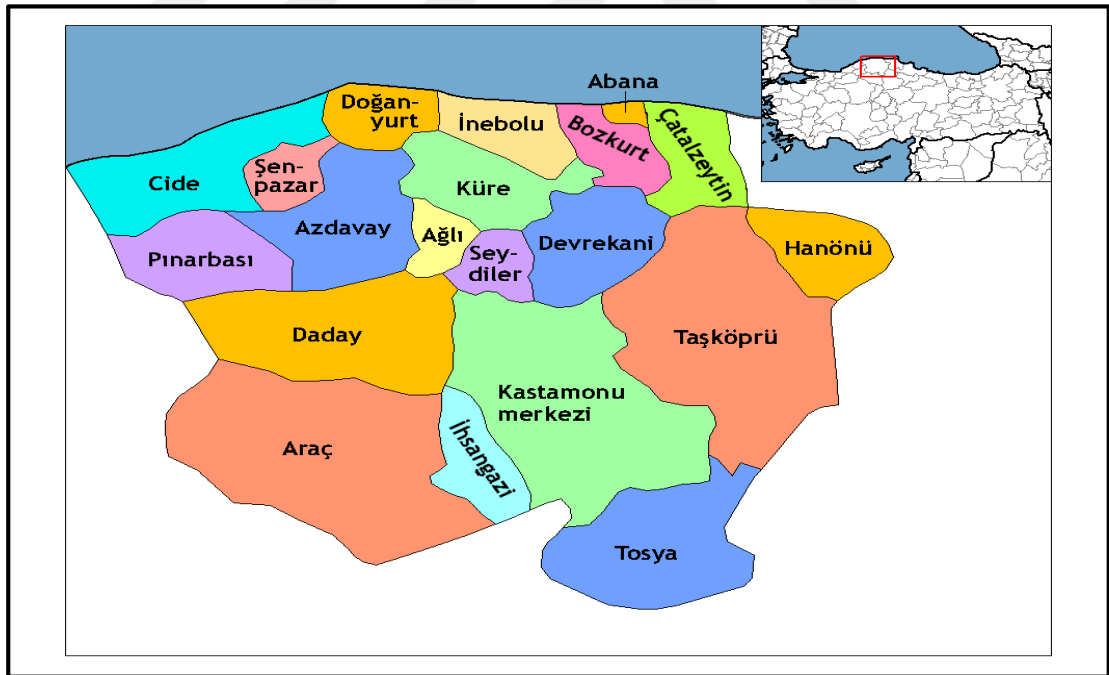 Abana
Doğan-
yurt
İnebolu
Bozkurt
Çatalzeytin
Cide
Şen-
pazar
Küre
Azdavay
Ağlı
Sey-
diler
Devrekani
Hanönü
Pınarbası
Daday
Taşköprü
Kastamonu
merkezi
Araç
İhsangazi
Tosya